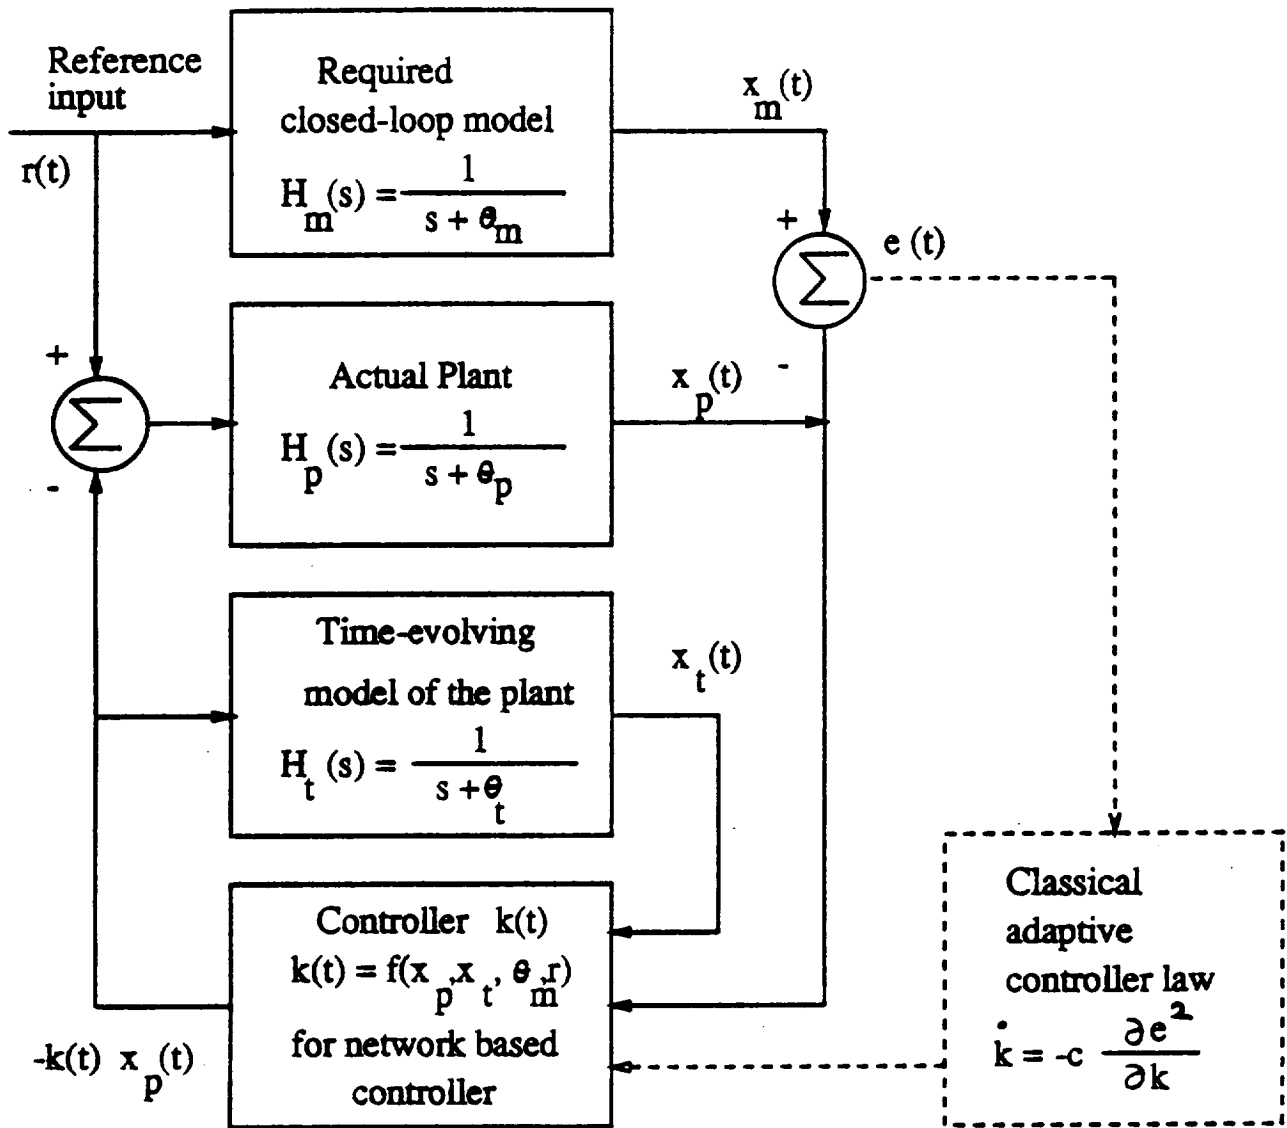 Reference
input
r(t)
Required
closed-loop model
H_m(s) = 1 / (s + θ_m)
x_m(t)
+
Σ
e (t)
-
+
Σ
-
Actual Plant
H_p (s) = 1 / (s + θ_p)
x_p(t)
Time-evolving
model of the plant
H_t (s) = 1 / (s + θ_t)
x_t(t)
Controller k(t)
k(t) = f(x_p, x_t, θ_m, r)
for network based
controller
-k(t) x_p(t)
Classical
adaptive
controller law
k̇ = -c ∂e² / ∂k